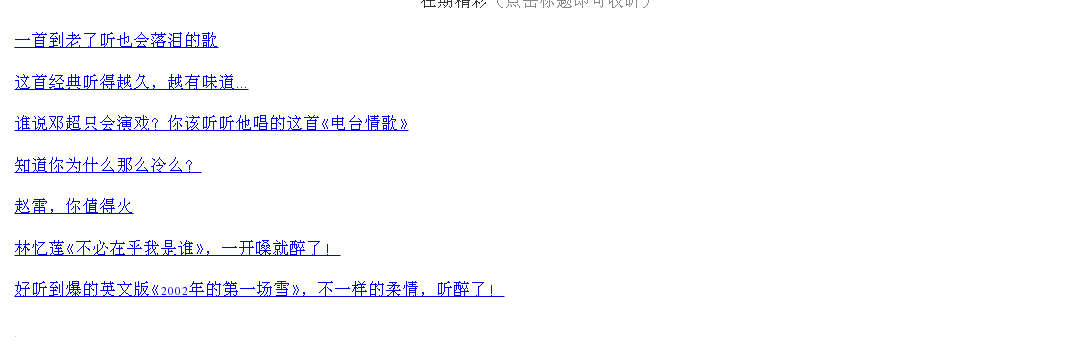 往期精彩（点击标题即可收听）
一首到老了听也会落泪的歌
这首经典听得越久，越有味道...
谁说邓超只会演戏？你该听听他唱的这首《电台情歌》
知道你为什么那么冷么？
赵雷，你值得火
林忆莲《不必在乎我是谁》，一开嗓就醉了！
好听到爆的英文版《2002年的第一场雪》，不一样的柔情，听醉了！